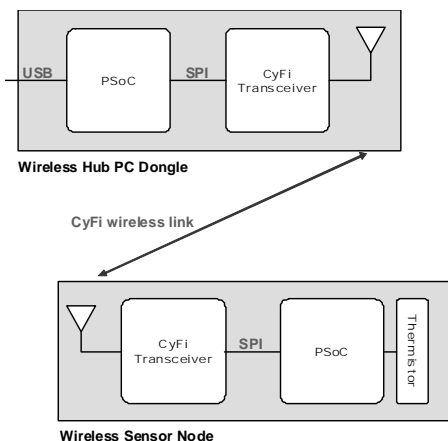 USB
PSoC
SPI
CyFi
Transceiver
Wireless Hub PC Dongle
CyFi wireless link
CyFi
Transceiver
SPI
PSoC
Thermistor
Wireless Sensor Node